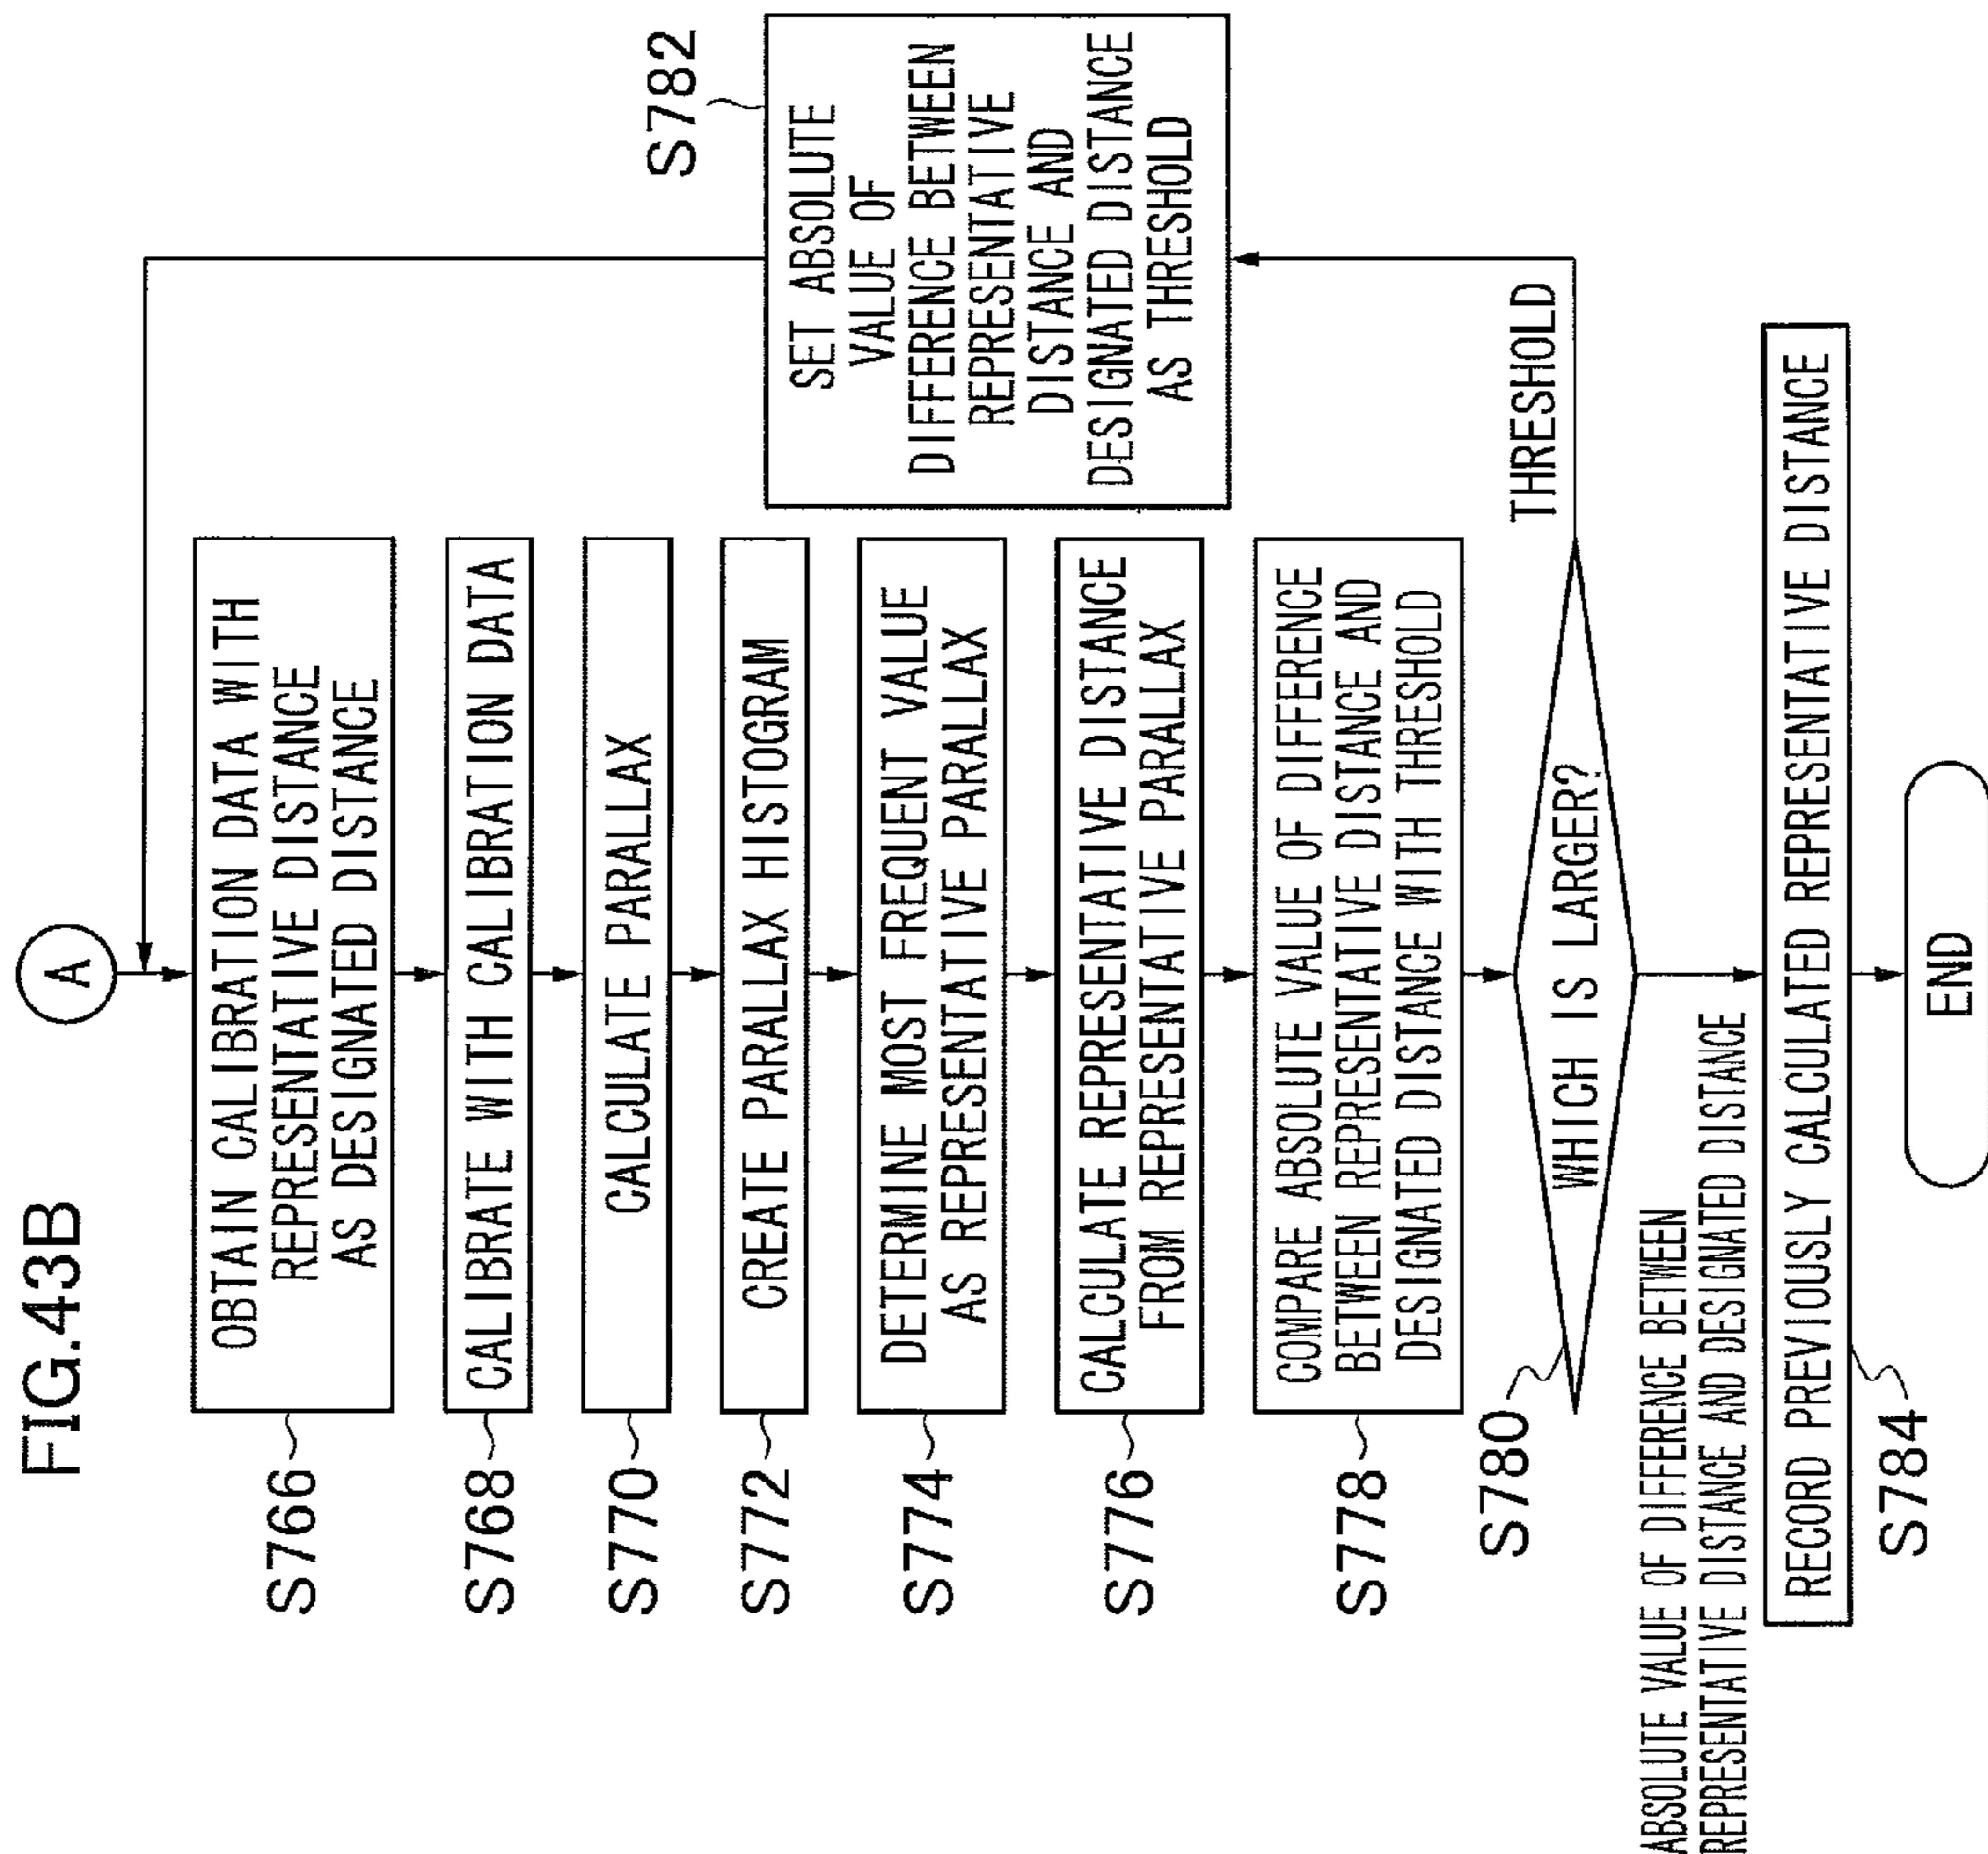 FIG.43B
A
S766
OBTAIN CALIBRATION DATA WITH
REPRESENTATIVE DISTANCE
AS DESIGNATED DISTANCE
S768
CALIBRATE WITH CALIBRATION DATA
S770
CALCULATE PARALLAX
S772
CREATE PARALLAX HISTOGRAM
S774
DETERMINE MOST FREQUENT VALUE
AS REPRESENTATIVE PARALLAX
S776
CALCULATE REPRESENTATIVE DISTANCE
FROM REPRESENTATIVE PARALLAX
S778
COMPARE ABSOLUTE VALUE OF DIFFERENCE
BETWEEN REPRESENTATIVE DISTANCE AND
DESIGNATED DISTANCE WITH THRESHOLD
S780
WHICH IS LARGER?
THRESHOLD
S782
SET ABSOLUTE
VALUE OF
DIFFERENCE BETWEEN
REPRESENTATIVE
DISTANCE AND
DESIGNATED DISTANCE
AS THRESHOLD
ABSOLUTE VALUE OF DIFFERENCE BETWEEN
REPRESENTATIVE DISTANCE AND DESIGNATED DISTANCE
RECORD PREVIOUSLY CALCULATED REPRESENTATIVE DISTANCE
S784
END